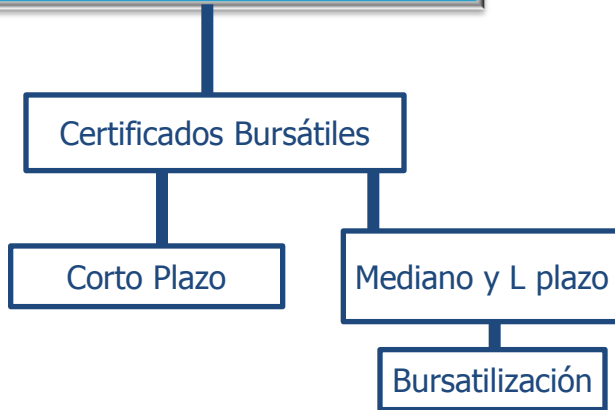 Certificados Bursátiles
Corto Plazo
Mediano y L plazo
Bursatilización